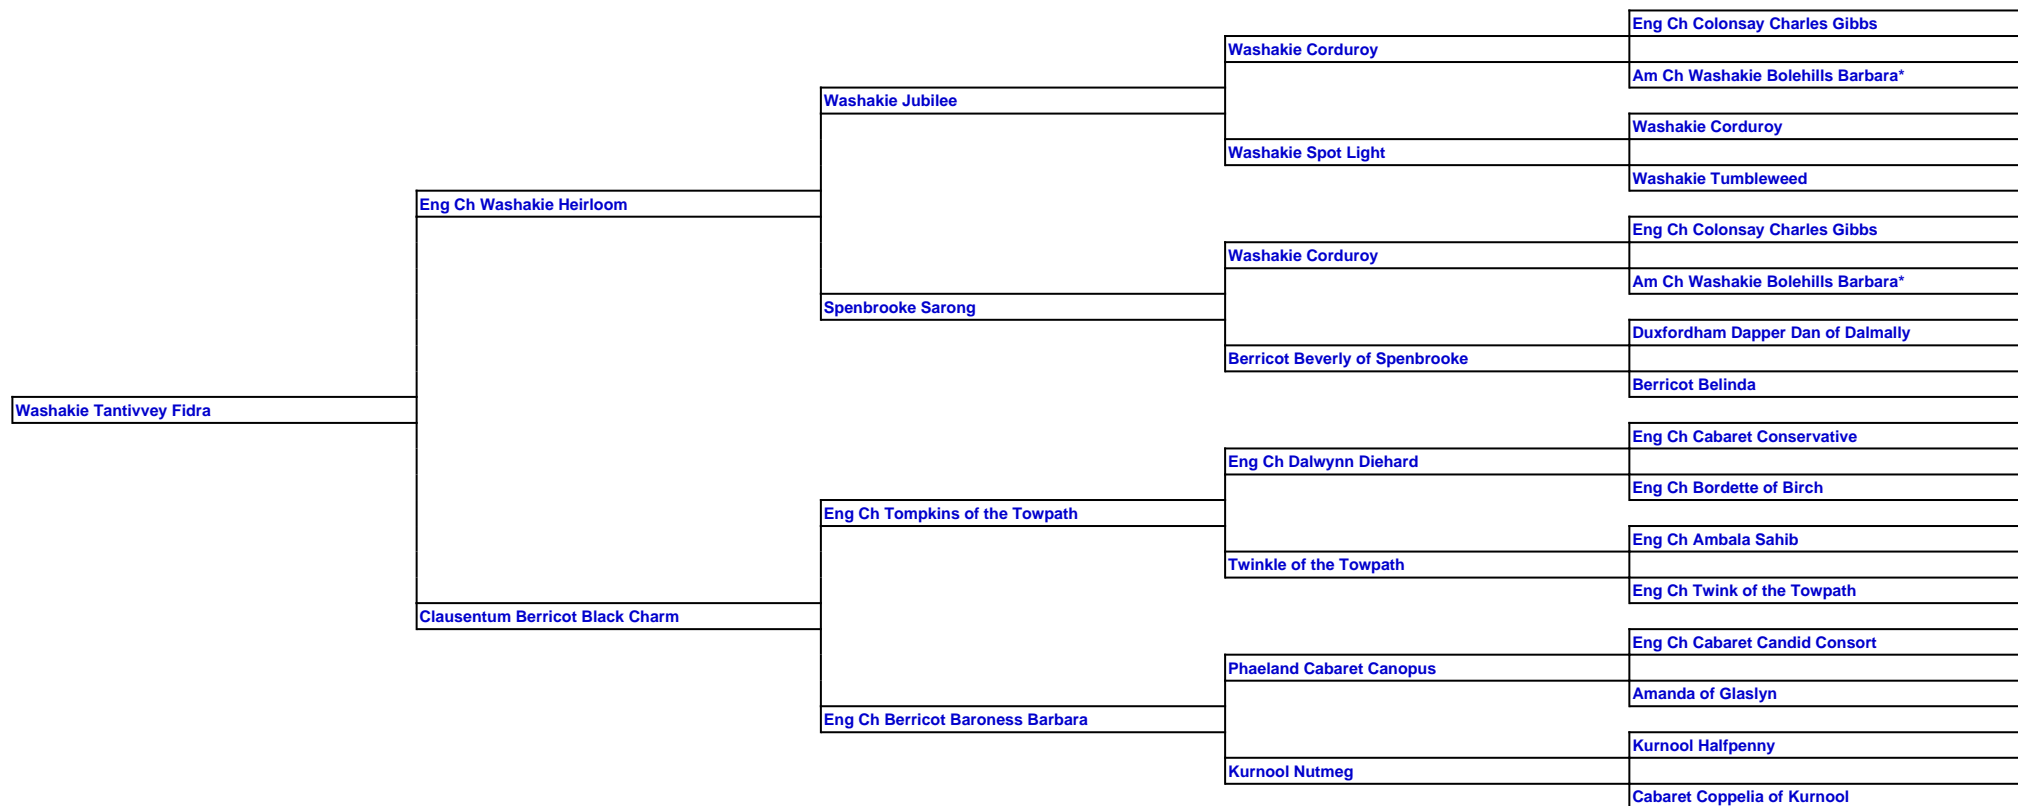 Eng Ch Colonsay Charles Gibbs
Washakie Corduroy
Am Ch Washakie Bolehills Barbara*
Washakie Jubilee
Washakie Corduroy
Washakie Spot Light
Washakie Tumbleweed
Eng Ch Washakie Heirloom
Eng Ch Colonsay Charles Gibbs
Washakie Corduroy
Am Ch Washakie Bolehills Barbara*
Spenbrooke Sarong
Duxfordham Dapper Dan of Dalmally
Berricot Beverly of Spenbrooke
Berricot Belinda
Washakie Tantivvey Fidra
Eng Ch Cabaret Conservative
Eng Ch Dalwynn Diehard
Eng Ch Bordette of Birch
Eng Ch Tompkins of the Towpath
Eng Ch Ambala Sahib
Twinkle of the Towpath
Eng Ch Twink of the Towpath
Clausentum Berricot Black Charm
Eng Ch Cabaret Candid Consort
Phaeland Cabaret Canopus
Amanda of Glaslyn
Eng Ch Berricot Baroness Barbara
Kurnool Halfpenny
Kurnool Nutmeg
Cabaret Coppelia of Kurnool